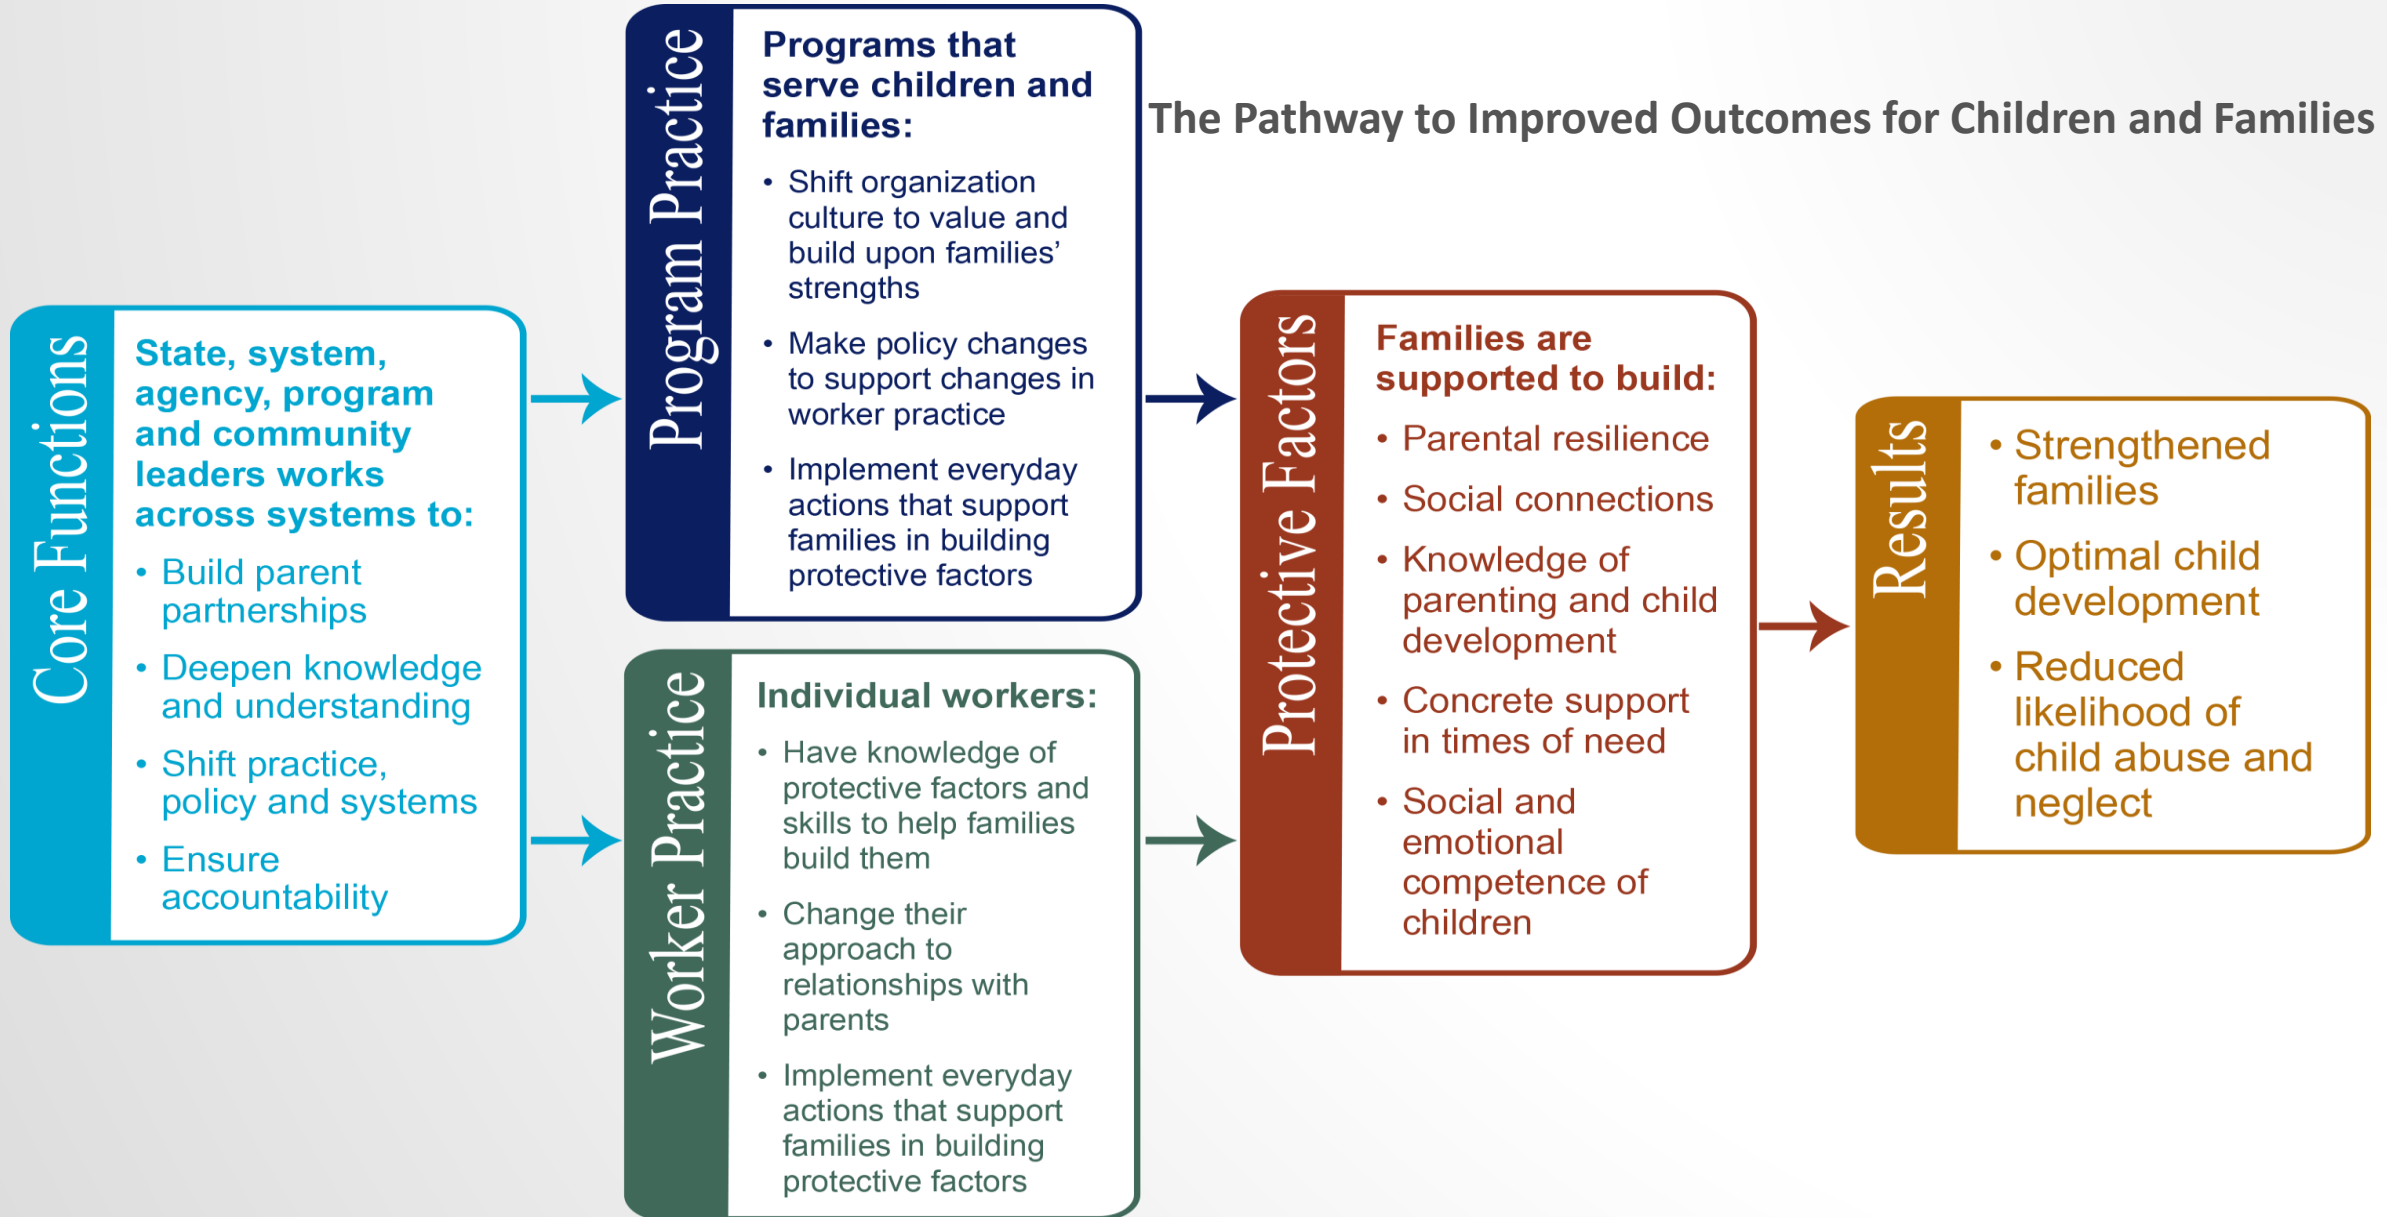 The Pathway to Improved Outcomes for Children and Families
Core Functions
State, system,
agency, program
and community
leaders works
across systems to:
• Build parent
partnerships
• Deepen knowledge
and understanding
• Shift practice,
policy and systems
• Ensure
accountability
Program Practice
Programs that
serve children and
families:
• Shift organization
culture to value and
build upon families’
strengths
• Make policy changes
to support changes in
worker practice
• Implement everyday
actions that support
families in building
protective factors
Worker Practice
Individual workers:
• Have knowledge of
protective factors and
skills to help families
build them
• Change their
approach to
relationships with
parents
• Implement everyday
actions that support
families in building
protective factors
Protective Factors
Families are
supported to build:
• Parental resilience
• Social connections
• Knowledge of
parenting and child
development
• Concrete support
in times of need
• Social and
emotional
competence of
children
Results
• Strengthened
families
• Optimal child
development
• Reduced
likelihood of
child abuse and
neglect